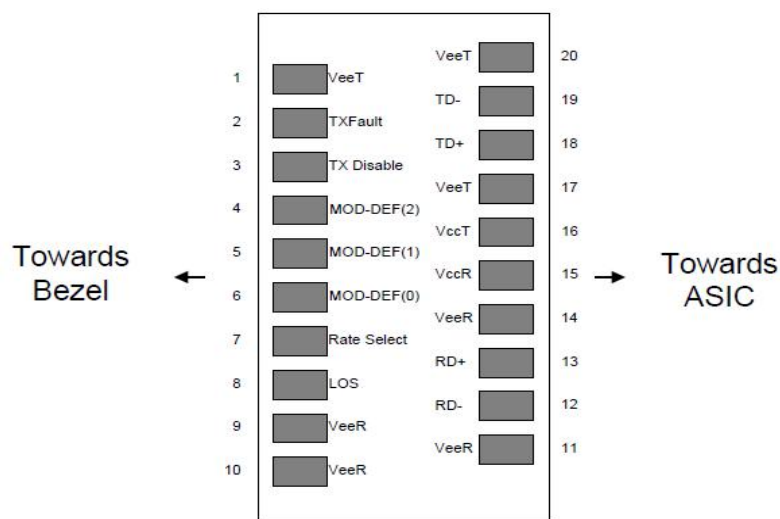 Towards
Bezel
1 VeeT
2 TXFault
3 TX Disable
4 MOD-DEF(2)
5 MOD-DEF(1)
6 MOD-DEF(0)
7 Rate Select
8 LOS
9 VeeR
10 VeeR
VeeT 20
TD- 19
TD+ 18
VeeT 17
VccT 16
VccR 15
VeeR 14
RD+ 13
RD- 12
VeeR 11
Towards
ASIC